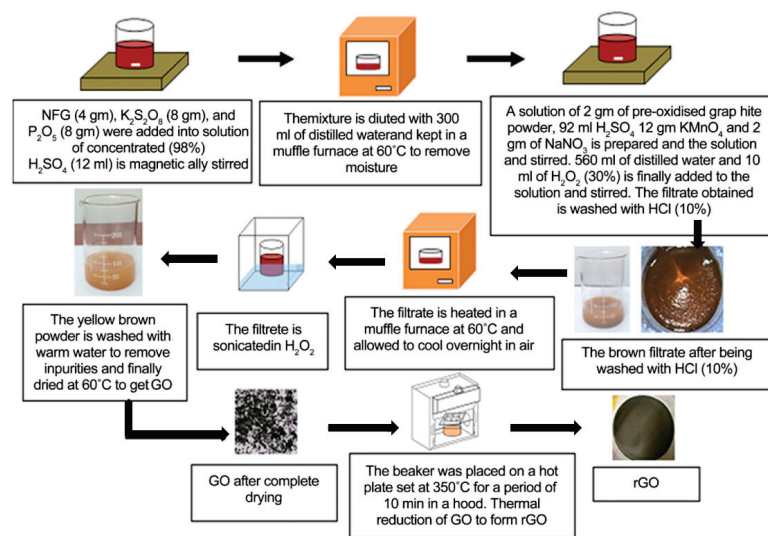 NFG (4 gm), K₂S₂O₈ (8 gm), and
P₂O₅ (8 gm) were added into solution
of concentrated (98%)
H₂SO₄ (12 ml) is magnetic ally stirred
Themixture is diuted with 300
ml of distilled waterand kept in a
muffle furnace at 60°C to remove
moisture
A solution of 2 gm of pre-oxidised grap hite
powder, 92 ml H₂SO₄ 12 gm KMnO₄ and 2
gm of NaNO₃ is prepared and the solution
and stirred. 560 ml of distilled water and 10
ml of H₂O₂ (30%) is finally added to the
solution and stirred. The filtrate obtained
is washed with HCl (10%)
The brown filtrate after being
washed with HCl (10%)
The filtrate is heated in a
muffle furnace at 60°C and
allowed to cool overnight in air
The filtrete is
sonicatedin H₂O₂
200
100
50
The yellow brown
powder is washed with
warm water to remove
inpurities and finally
dried at 60°C to get GO
GO after complete
drying
The beaker was placed on a hot
plate set at 350°C for a period of
10 min in a hood. Thermal
reduction of GO to form rGO
rGO